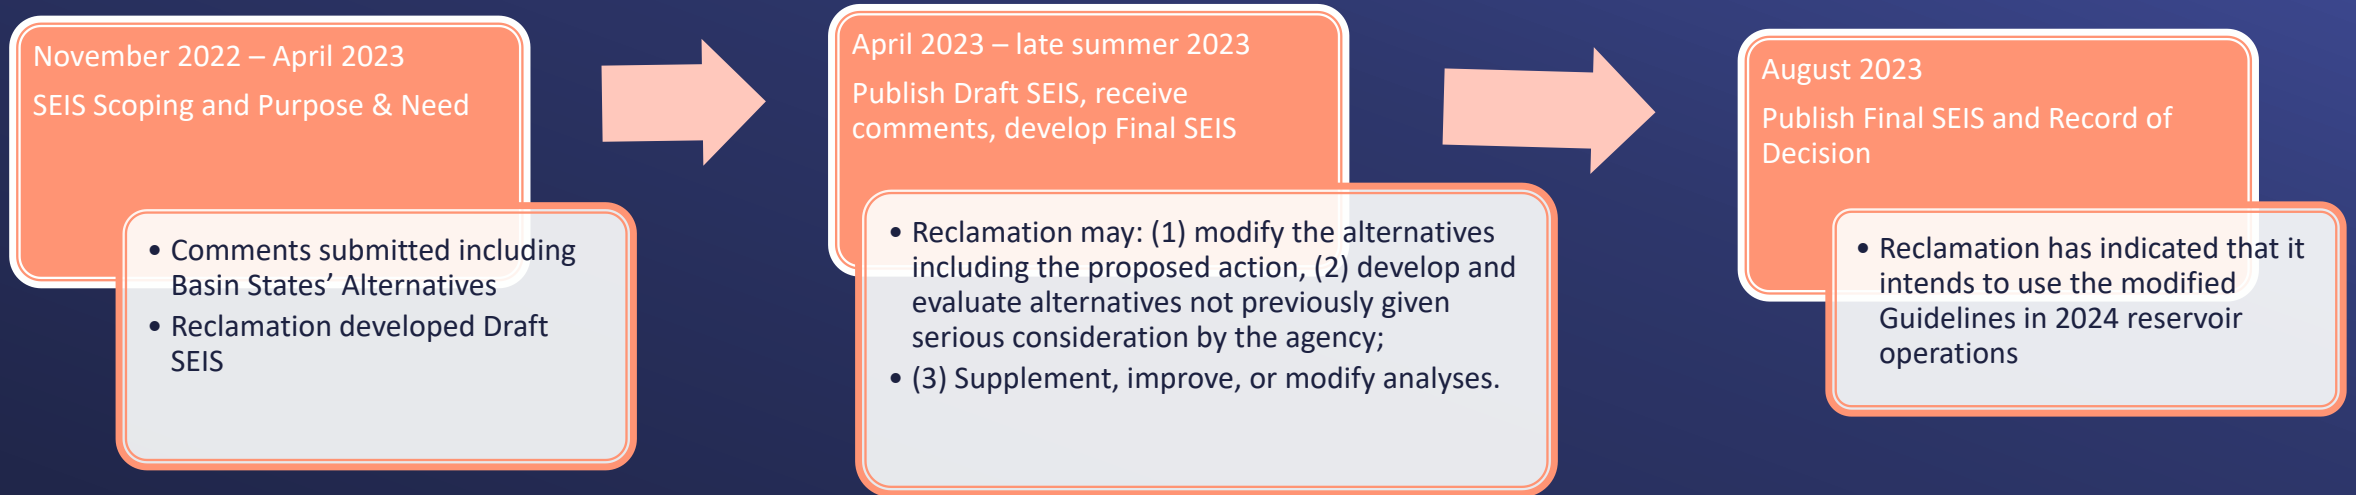 November 2022 – April 2023
SEIS Scoping and Purpose & Need
• Comments submitted including
Basin States’ Alternatives
• Reclamation developed Draft
SEIS
April 2023 – late summer 2023
Publish Draft SEIS, receive
comments, develop Final SEIS
• Reclamation may: (1) modify the alternatives
including the proposed action, (2) develop and
evaluate alternatives not previously given
serious consideration by the agency;
• (3) Supplement, improve, or modify analyses.
August 2023
Publish Final SEIS and Record of
Decision
• Reclamation has indicated that it
intends to use the modified
Guidelines in 2024 reservoir
operations